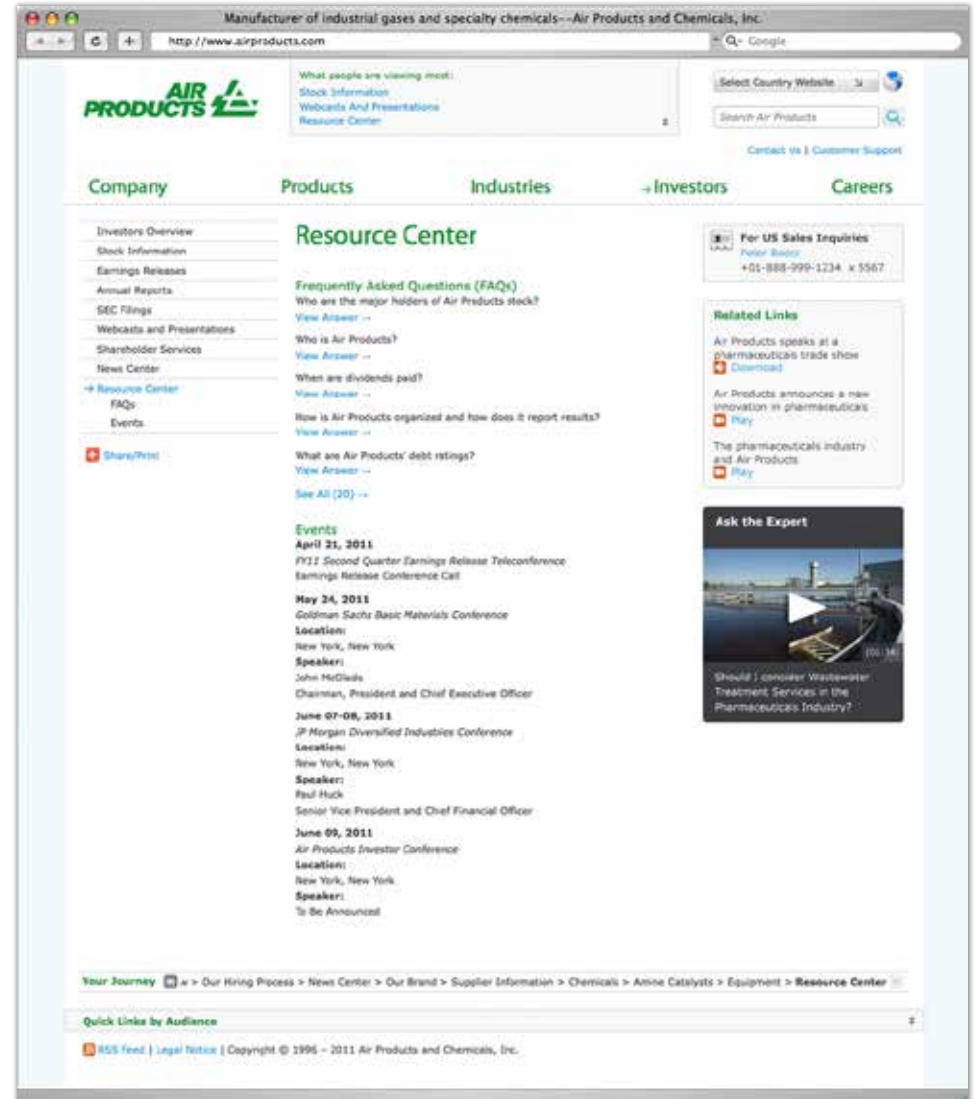 Manufacturer of industrial gases and specialty chemicals--Air Products and Chemicals, Inc.
http://www.airproducts.com
Google
AIR
PRODUCTS
What people are viewing most:
Stock Information
Webcasts And Presentations
Resource Center
Select Country Website
Search Air Products
Contact Us | Customer Support
Company
Products
Industries
→ Investors
Careers
Investors Overview
Stock Information
Earnings Releases
Annual Reports
SEC Filings
Webcasts and Presentations
Shareholder Services
News Center
→ Resource Center
FAQs
Events
Share/Print
Resource Center
Frequently Asked Questions (FAQs)
Who are the major holders of Air Products stock?
View Answer →
Who is Air Products?
View Answer →
When are dividends paid?
View Answer →
How is Air Products organized and how does it report results?
View Answer →
What are Air Products' debt ratings?
View Answer →
See All (20) →
Events
April 21, 2011
FY11 Second Quarter Earnings Release Teleconference
Earnings Release Conference Call
May 24, 2011
Goldman Sachs Basic Materials Conference
Location:
New York, New York
Speaker:
John McGlade
Chairman, President and Chief Executive Officer
June 07-08, 2011
JP Morgan Diversified Industries Conference
Location:
New York, New York
Speaker:
Paul Huck
Senior Vice President and Chief Financial Officer
June 09, 2011
Air Products Investor Conference
Location:
New York, New York
Speaker:
To Be Announced
For US Sales Inquiries
Peter
+01-888-999-1234 x 5567
Related Links
Air Products speaks at a
pharmaceuticals trade show
Download
Air Products announces a new
innovation in pharmaceuticals
Play
The pharmaceuticals industry
and Air Products
Play
Ask the Expert
Should I consider Wastewater
Treatment Services in the
Pharmaceuticals Industry?
Your Journey w > Our Hiring Process > News Center > Our Brand > Supplier Information > Chemicals > Amine Catalysts > Equipment > Resource Center
Quick Links by Audience
RSS Feed | Legal Notice | Copyright © 1996 – 2011 Air Products and Chemicals, Inc.